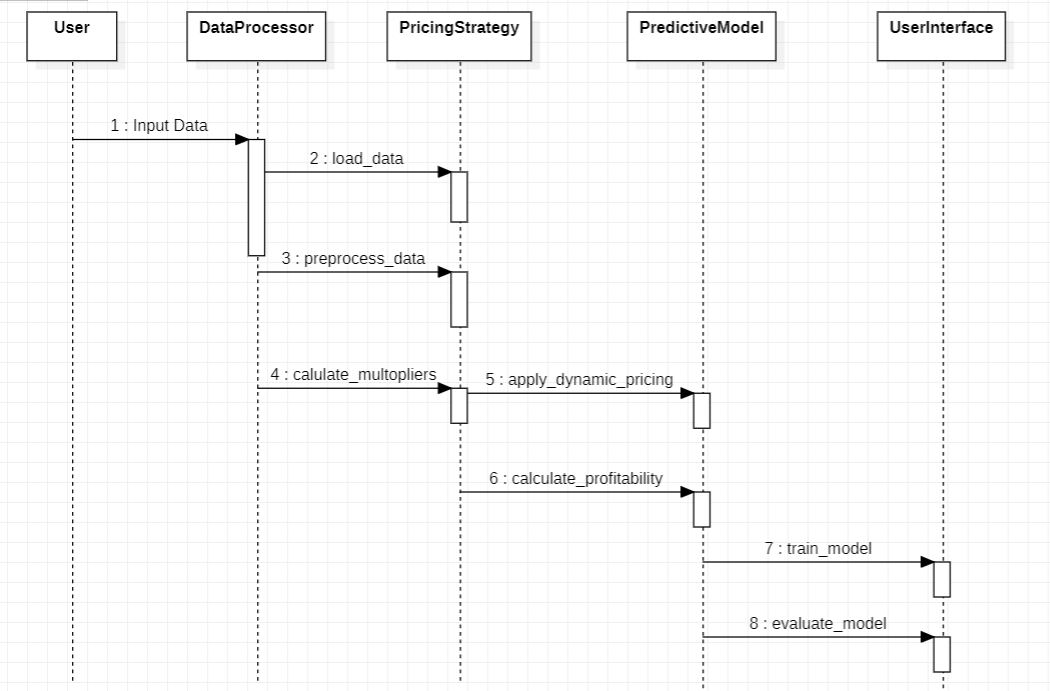 User
DataProcessor
PricingStrategy
PredictiveModel
UserInterface
1 : Input Data
2 : load_data
3 : preprocess_data
4 : calulate_multopliers
5 : apply_dynamic_pricing
6 : calculate_profitability
7 : train_model
8 : evaluate_model